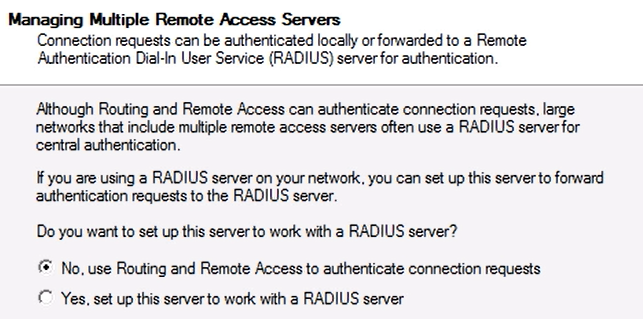 Managing Multiple Remote Access Servers
Connection requests can be authenticated locally or forwarded to a Remote
Authentication Dial-In User Service (RADIUS) server for authentication.
Although Routing and Remote Access can authenticate connection requests, large
networks that include multiple remote access servers often use a RADIUS server for
central authentication.
If you are using a RADIUS server on your network, you can set up this server to forward
authentication requests to the RADIUS server.
Do you want to set up this server to work with a RADIUS server?
No, use Routing and Remote Access to authenticate connection requests
Yes, set up this server to work with a RADIUS server